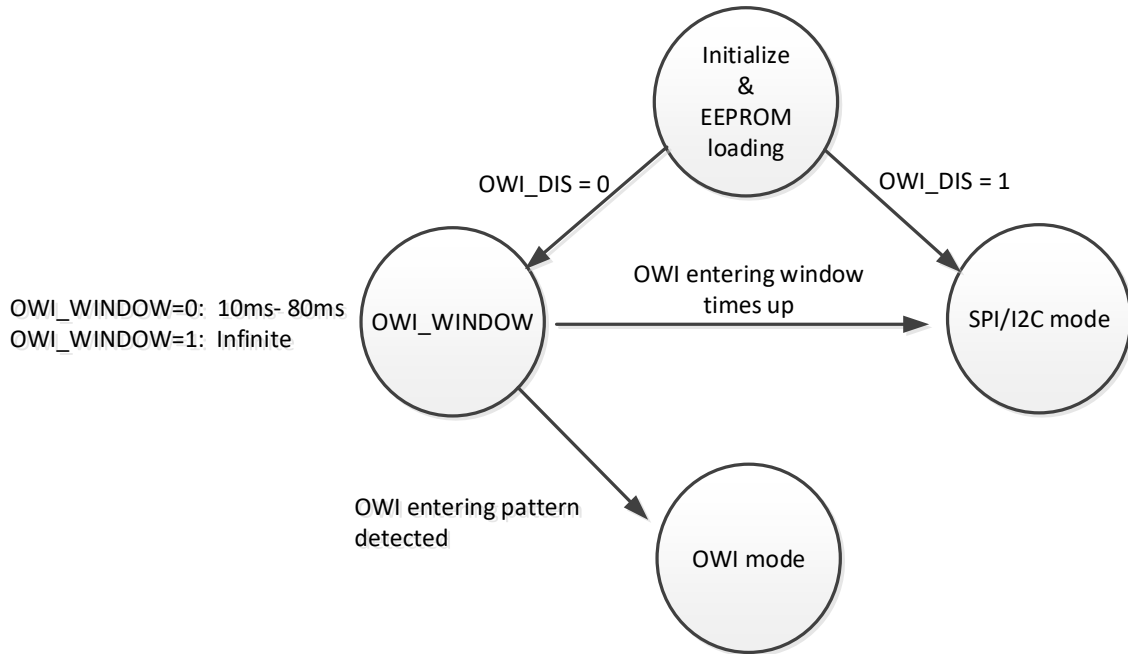 Initialize
&
EEPROM
loading
OWI_DIS = 0
OWI_DIS = 1
OWI_WINDOW=0:  10ms- 80ms
OWI_WINDOW=1:  Infinite
OWI_WINDOW
OWI entering window
times up
SPI/I2C mode
OWI entering pattern
detected
OWI mode